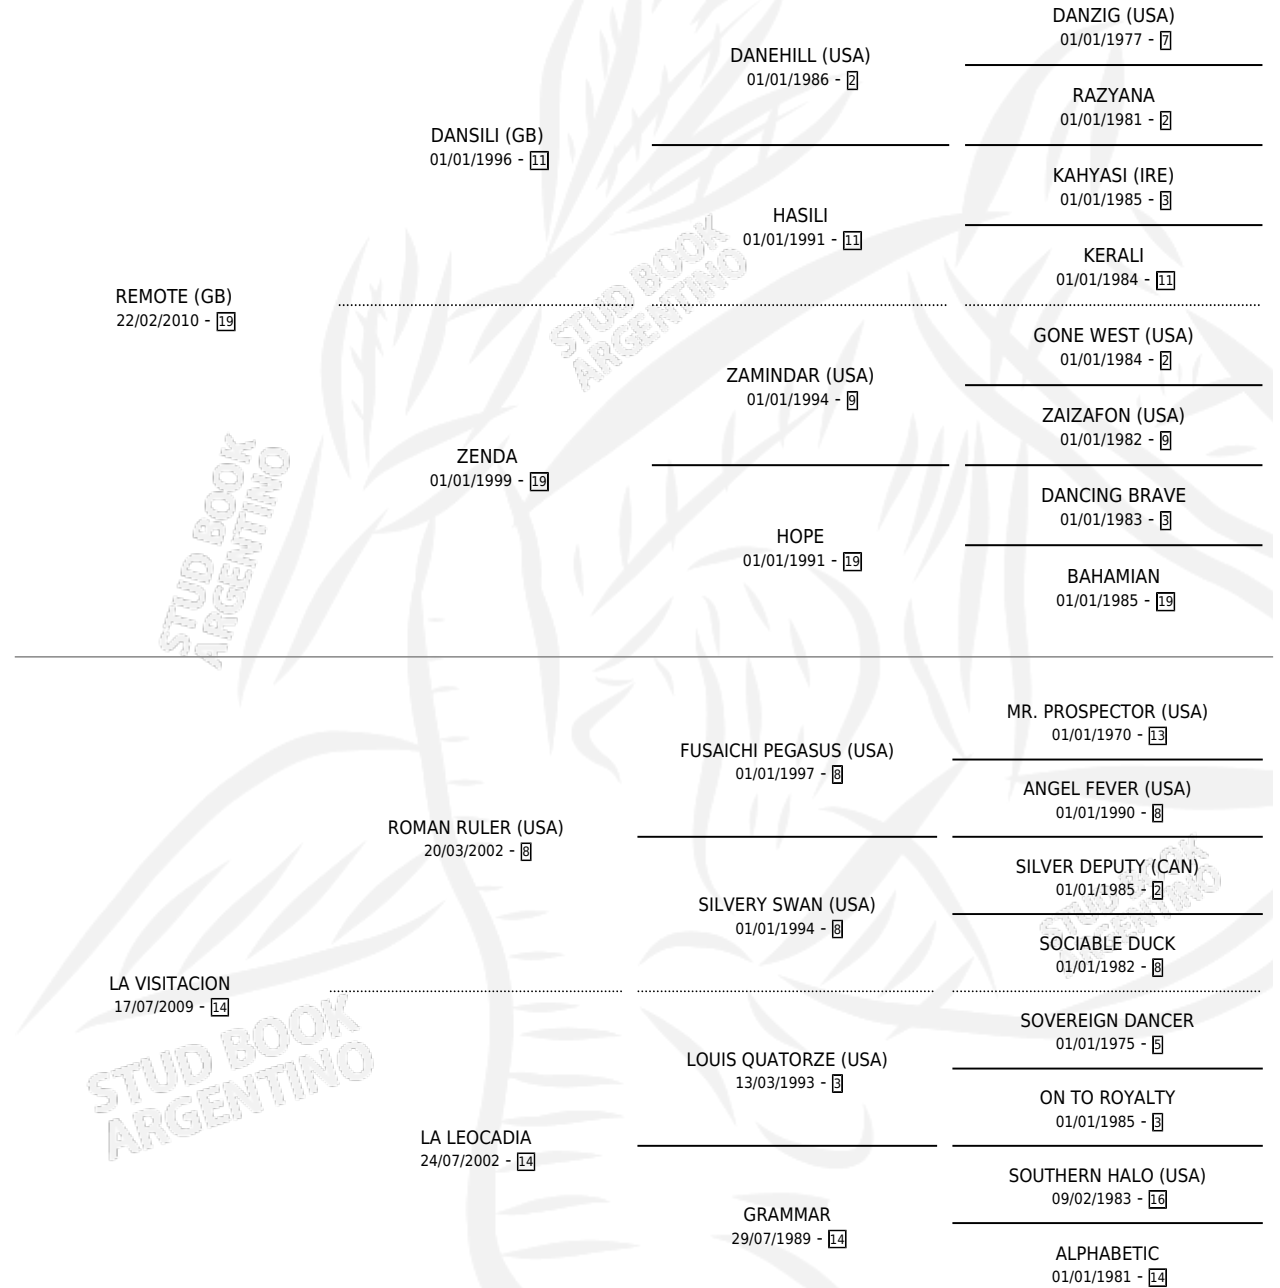 DANZIG (USA)
01/01/1977 - 7
DANEHILL (USA)
01/01/1986 - 2
RAZYANA
01/01/1981 - 2
DANSILI (GB)
01/01/1996 - 11
KAHYASI (IRE)
01/01/1985 - 3
HASILI
01/01/1991 - 11
KERALI
01/01/1984 - 11
REMOTE (GB)
22/02/2010 - 19
STUD BOOK
ARGENTINO
GONE WEST (USA)
01/01/1984 - 2
ZAMINDAR (USA)
01/01/1994 - 9
ZAIZAFON (USA)
01/01/1982 - 9
ZENDA
01/01/1999 - 19
DANCING BRAVE
01/01/1983 - 3
HOPE
01/01/1991 - 19
BAHAMIAN
01/01/1985 - 19
STUD BOOK
ARGENTINO
MR. PROSPECTOR (USA)
01/01/1970 - 13
FUSAICHI PEGASUS (USA)
01/01/1997 - 8
ANGEL FEVER (USA)
01/01/1990 - 8
ROMAN RULER (USA)
20/03/2002 - 8
SILVER DEPUTY (CAN)
01/01/1985 - 2
SILVERY SWAN (USA)
01/01/1994 - 8
STUD BOOK
ARGENTINO
SOCIABLE DUCK
01/01/1982 - 8
LA VISITACION
17/07/2009 - 14
SOVEREIGN DANCER
01/01/1975 - 5
LOUIS QUATORZE (USA)
13/03/1993 - 3
STUD BOOK
ARGENTINO
ON TO ROYALTY
01/01/1985 - 3
LA LEOCADIA
24/07/2002 - 14
SOUTHERN HALO (USA)
09/02/1983 - 16
GRAMMAR
29/07/1989 - 14
ALPHABETIC
01/01/1981 - 14